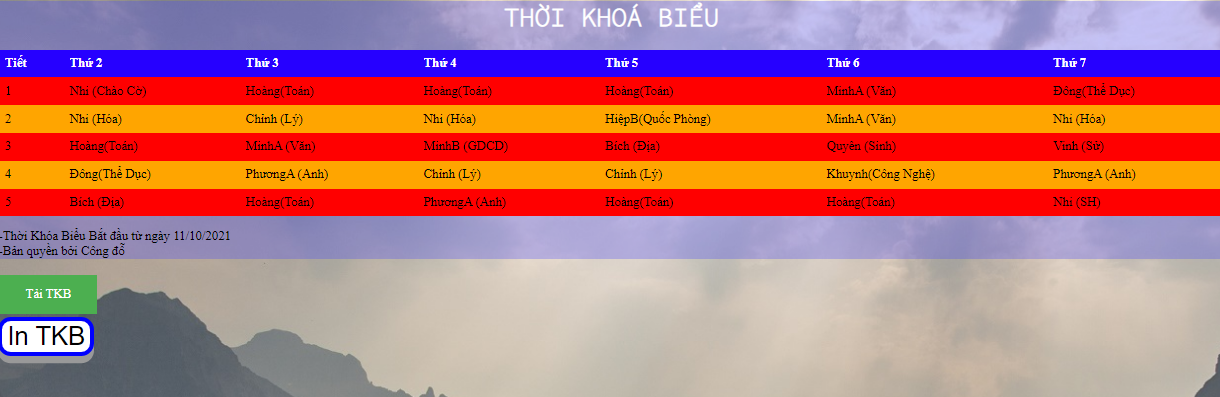 THỜI KHOÁ BIỂU
Tiết Thứ 2 Thứ 3 Thứ 4 Thứ 5 Thứ 6 Thứ 7
1 Nhi (Chào Cờ) Hoàng(Toán) Hoàng(Toán) Hoàng(Toán) MinhA (Văn) Đông(Thể Dục)
2 Nhi (Hóa) Chinh (Lý) Nhi (Hóa) HiệpB(Quốc Phòng) MinhA (Văn) Nhi (Hóa)
3 Hoàng(Toán) MinhA (Văn) MinhB (GDCD) Bích (Địa) Quyên (Sinh) Vinh (Sử)
4 Đông(Thể Dục) PhươngA (Anh) Chinh (Lý) Chinh (Lý) Khuynh(Công Nghệ) PhươngA (Anh)
5 Bích (Địa) Hoàng(Toán) PhươngA (Anh) Hoàng(Toán) Hoàng(Toán) Nhi (SH)
-Thời Khóa Biểu Bắt đầu từ ngày 11/10/2021
-Bản quyền bởi Công đổ
Tải TKB
In TKB